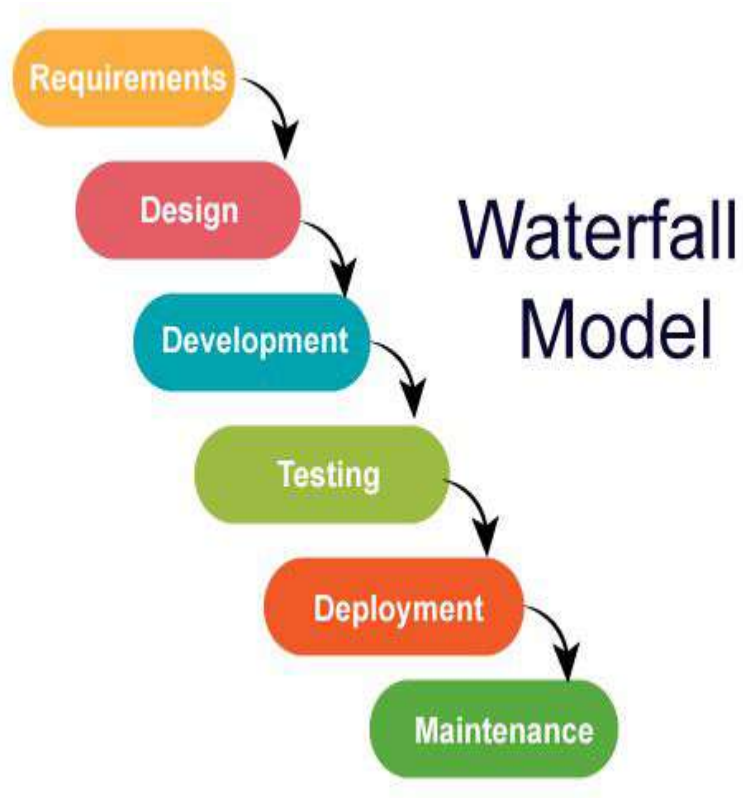 Requirements
Design
Waterfall
Model
Development
Testing
Deployment
Maintenance